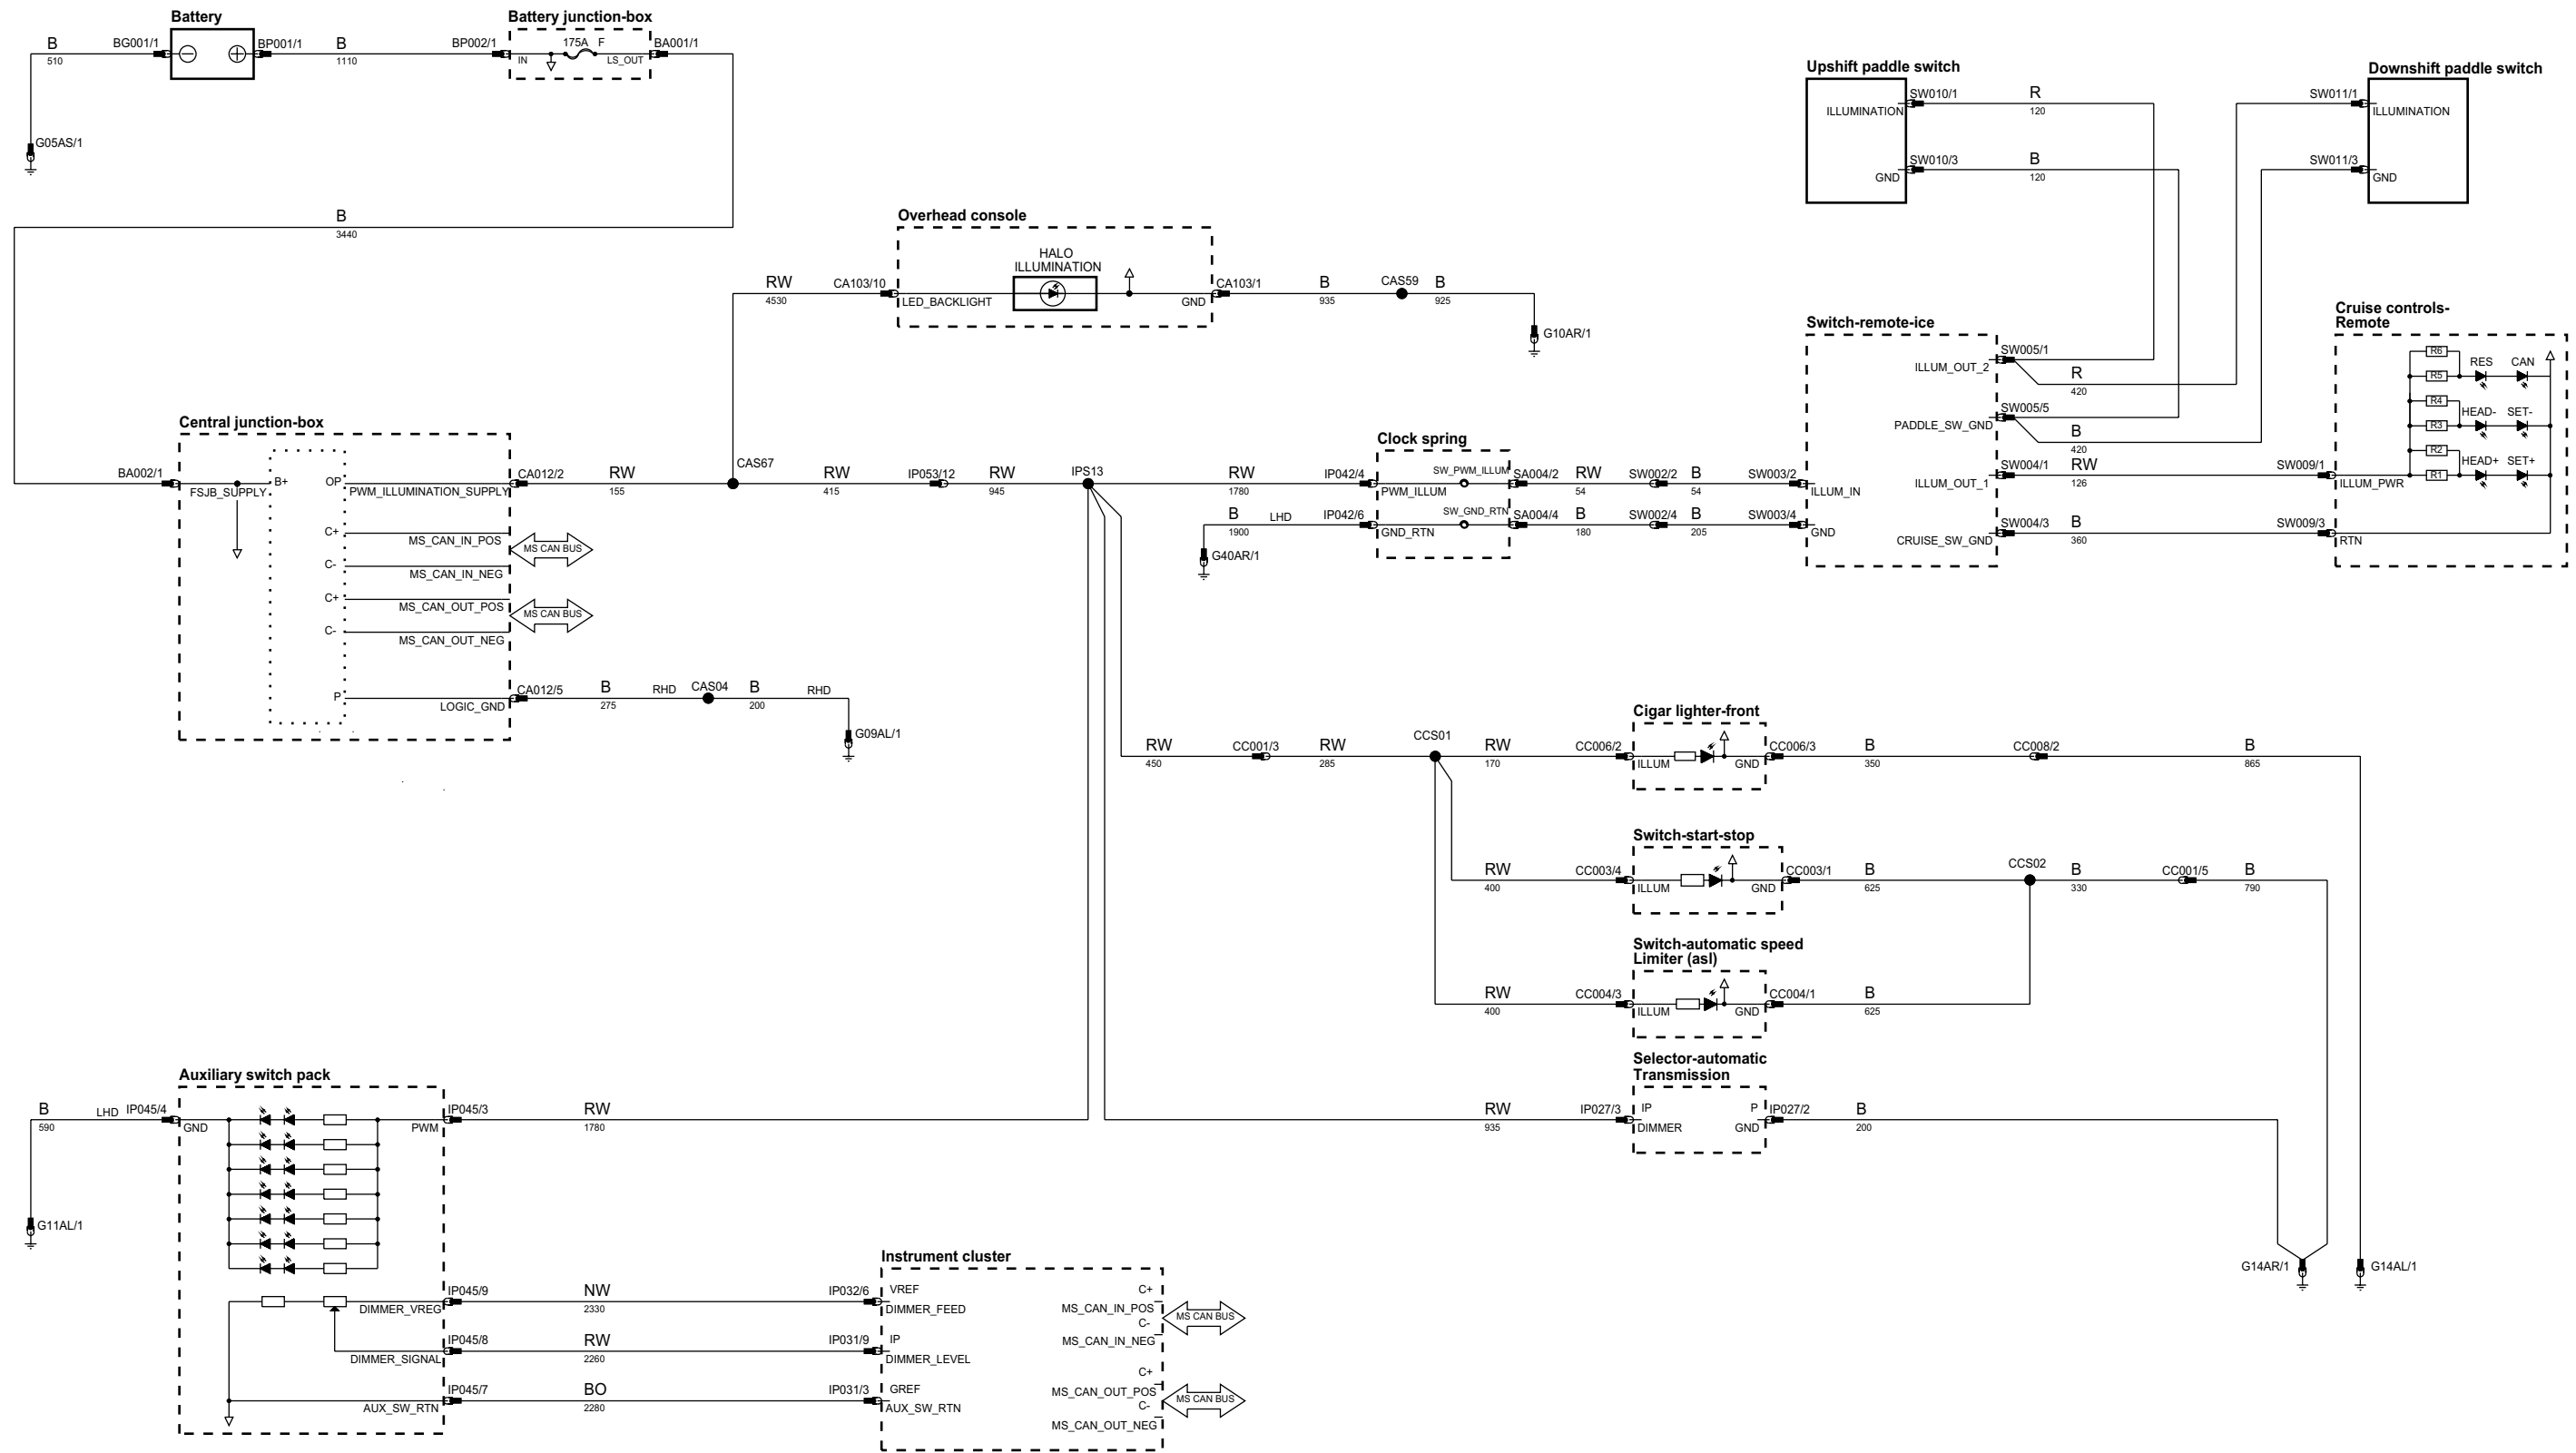 Battery
B
510
BG001/1
BP001/1
B
1110
BP002/1
Battery junction-box
175A F
IN
LS_OUT
BA001/1
G05AS/1
B
3440
Upshift paddle switch
ILLUMINATION
GND
SW010/1
R
120
SW010/3
B
120
Downshift paddle switch
SW011/1
ILLUMINATION
SW011/3
GND
Overhead console
HALO
ILLUMINATION
RW
4530
CA103/10
LED_BACKLIGHT
GND
CA103/1
B
935
CAS59
B
925
G10AR/1
Switch-remote-ice
ILLUM_OUT_2
SW005/1
R
420
PADDLE_SW_GND
SW005/5
B
420
ILLUM_OUT_1
SW004/1
RW
126
SW009/1
CRUISE_SW_GND
SW004/3
B
360
SW009/3
ILLUM_IN
GND
Cruise controls-
Remote
R6
R5
RES
CAN
R4
R3
HEAD-
SET-
R2
R1
HEAD+
SET+
ILLUM_PWR
RTN
Central junction-box
BA002/1
FSJB_SUPPLY
B+
OP
PWM_ILLUMINATION_SUPPLY
CA012/2
RW
155
CAS67
RW
415
IP053/12
RW
945
IPS13
RW
1780
IP042/4
Clock spring
PWM_ILLUM
SW_PWM_ILLUM
SA004/2
RW
54
SW002/2
B
54
SW003/2
B
1900
LHD
IP042/6
GND_RTN
SW_GND_RTN
SA004/4
B
180
SW002/4
B
205
SW003/4
G40AR/1
C+
MS_CAN_IN_POS
C-
MS_CAN_IN_NEG
MS CAN BUS
C+
MS_CAN_OUT_POS
C-
MS_CAN_OUT_NEG
MS CAN BUS
P
LOGIC_GND
CA012/5
B
275
RHD
CAS04
B
200
RHD
G09AL/1
RW
450
CC001/3
RW
285
CCS01
RW
170
CC006/2
Cigar lighter-front
ILLUM
GND
CC006/3
B
350
CC008/2
B
865
Switch-start-stop
RW
400
CC003/4
ILLUM
GND
CC003/1
B
625
CCS02
B
330
CC001/5
B
790
Switch-automatic speed
Limiter (asl)
RW
400
CC004/3
ILLUM
GND
CC004/1
B
625
Selector-automatic
Transmission
RW
935
IP027/3
IP
DIMMER
P
GND
IP027/2
B
200
G14AR/1
G14AL/1
Auxiliary switch pack
B
590
LHD
IP045/4
GND
PWM
IP045/3
RW
1780
G11AL/1
DIMMER_VREG
IP045/9
NW
2330
IP032/6
DIMMER_SIGNAL
IP045/8
RW
2260
IP031/9
AUX_SW_RTN
IP045/7
BO
2280
IP031/3
Instrument cluster
VREF
DIMMER_FEED
IP
DIMMER_LEVEL
GREF
AUX_SW_RTN
C+
MS_CAN_IN_POS
C-
MS_CAN_IN_NEG
MS CAN BUS
C+
MS_CAN_OUT_POS
C-
MS_CAN_OUT_NEG
MS CAN BUS